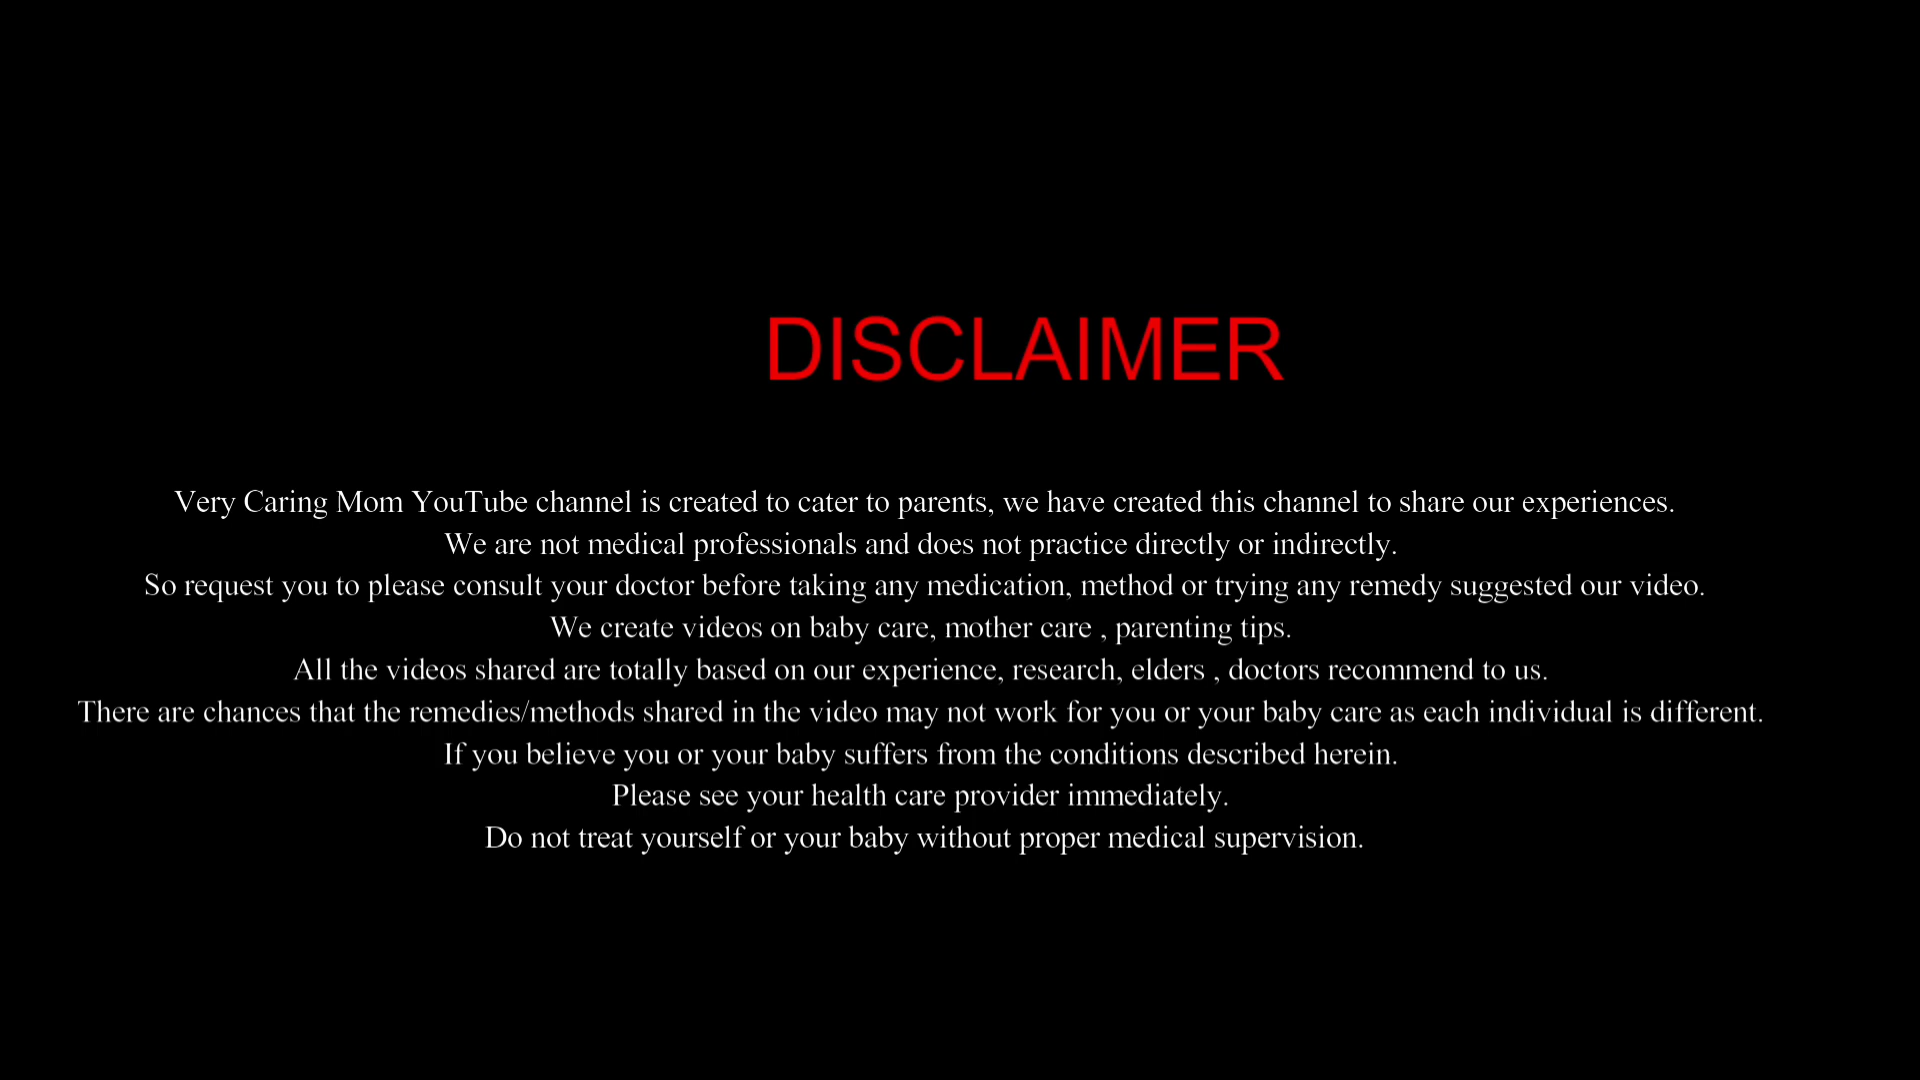 DISCLAIMER
Very Caring Mom YouTube channel is created to cater to parents, we have created this channel to share our experiences.
We are not medical professionals and does not practice directly or indirectly.
So request you to please consult your doctor before taking any medication, method or trying any remedy suggested our video.
We create videos on baby care, mother care , parenting tips.
All the videos shared are totally based on our experience, research, elders , doctors recommend to us.
There are chances that the remedies/methods shared in the video may not work for you or your baby care as each individual is different.
If you believe you or your baby suffers from the conditions described herein.
Please see your health care provider immediately.
Do not treat yourself or your baby without proper medical supervision.